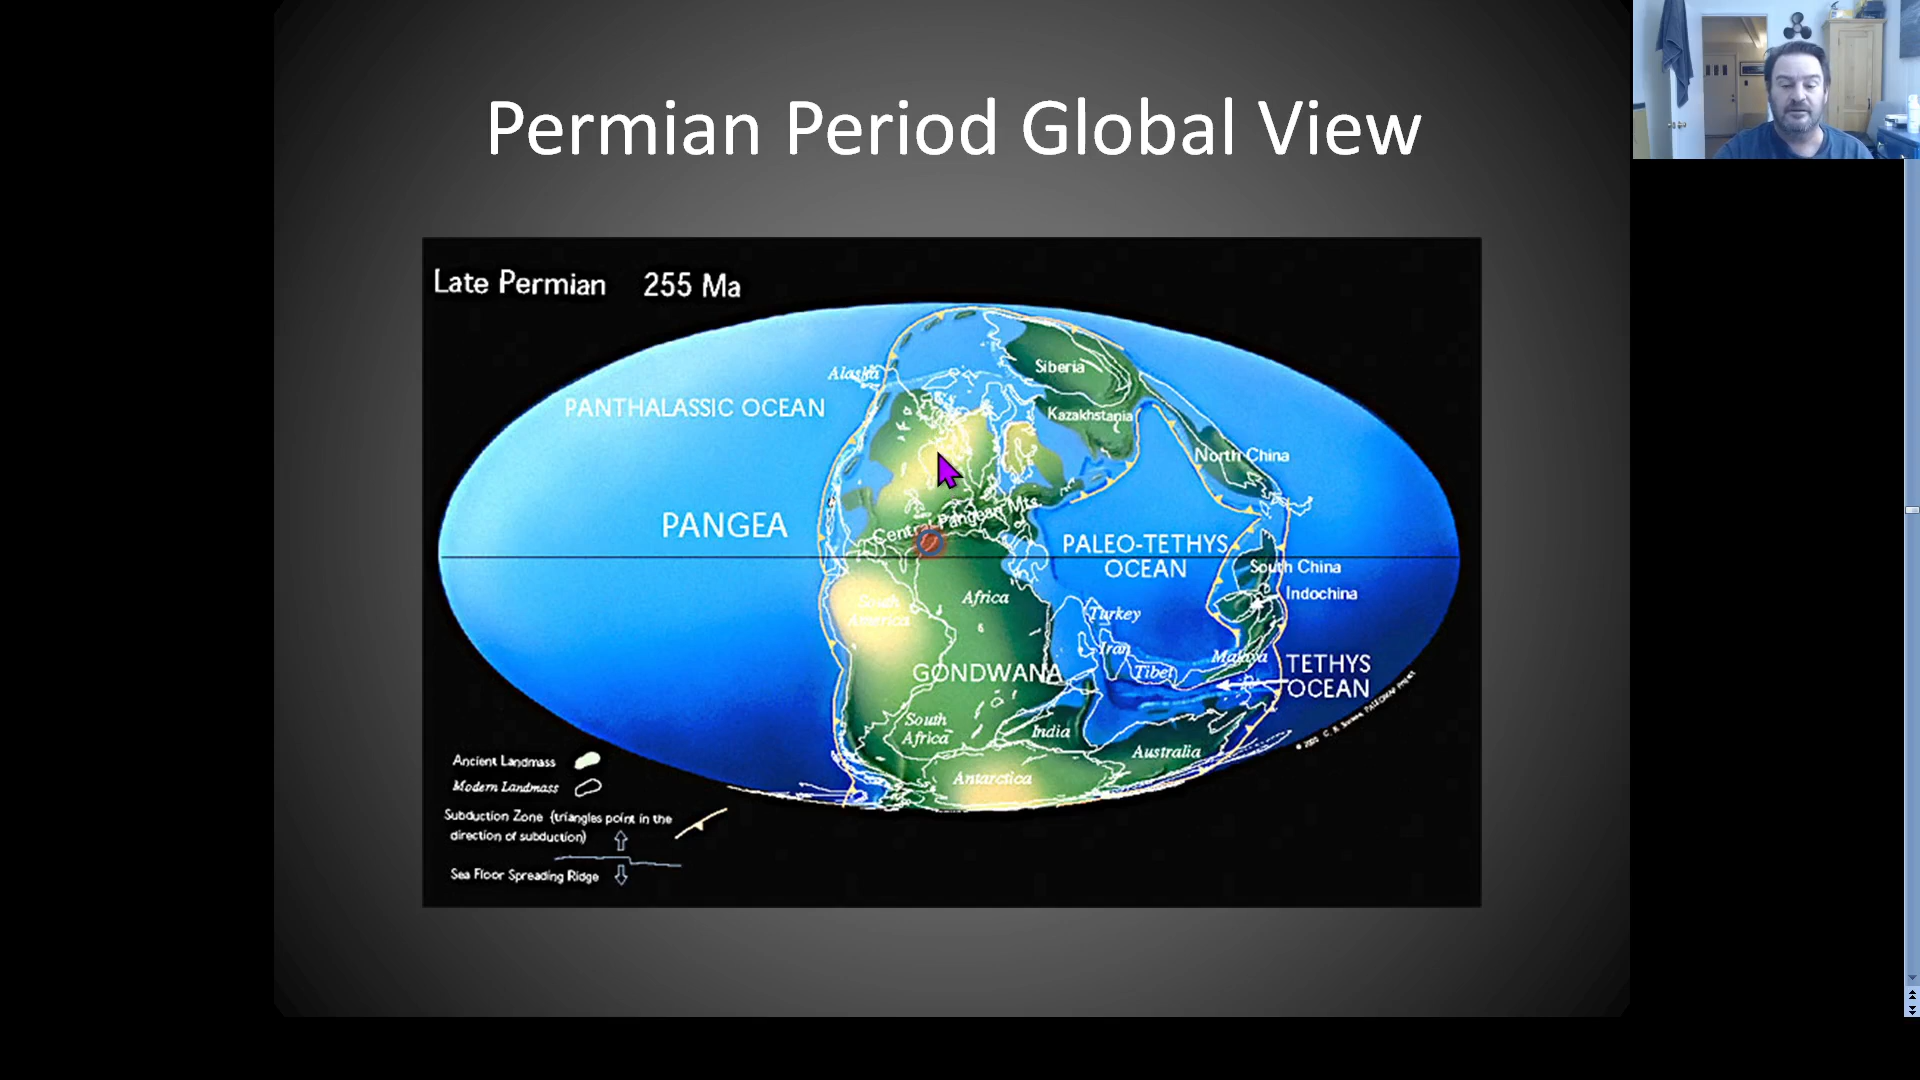 Permian Period Global View
Late Permian 255 Ma
Siberia
Alaska
PANTHALASSIC OCEAN
Kazakhstania
North China
Central Pangean Mts.
PANGEA
PALEO-TETHYS
OCEAN
South China
Indochina
South
America
Africa
Turkey
Iran
Malaya
Tibet
GONDWANA
TETHYS
OCEAN
South
Africa
India
Australia
Antarctica
Ancient Landmass
Modern Landmass
Subduction Zone (triangles point in the
direction of subduction)
Sea Floor Spreading Ridge